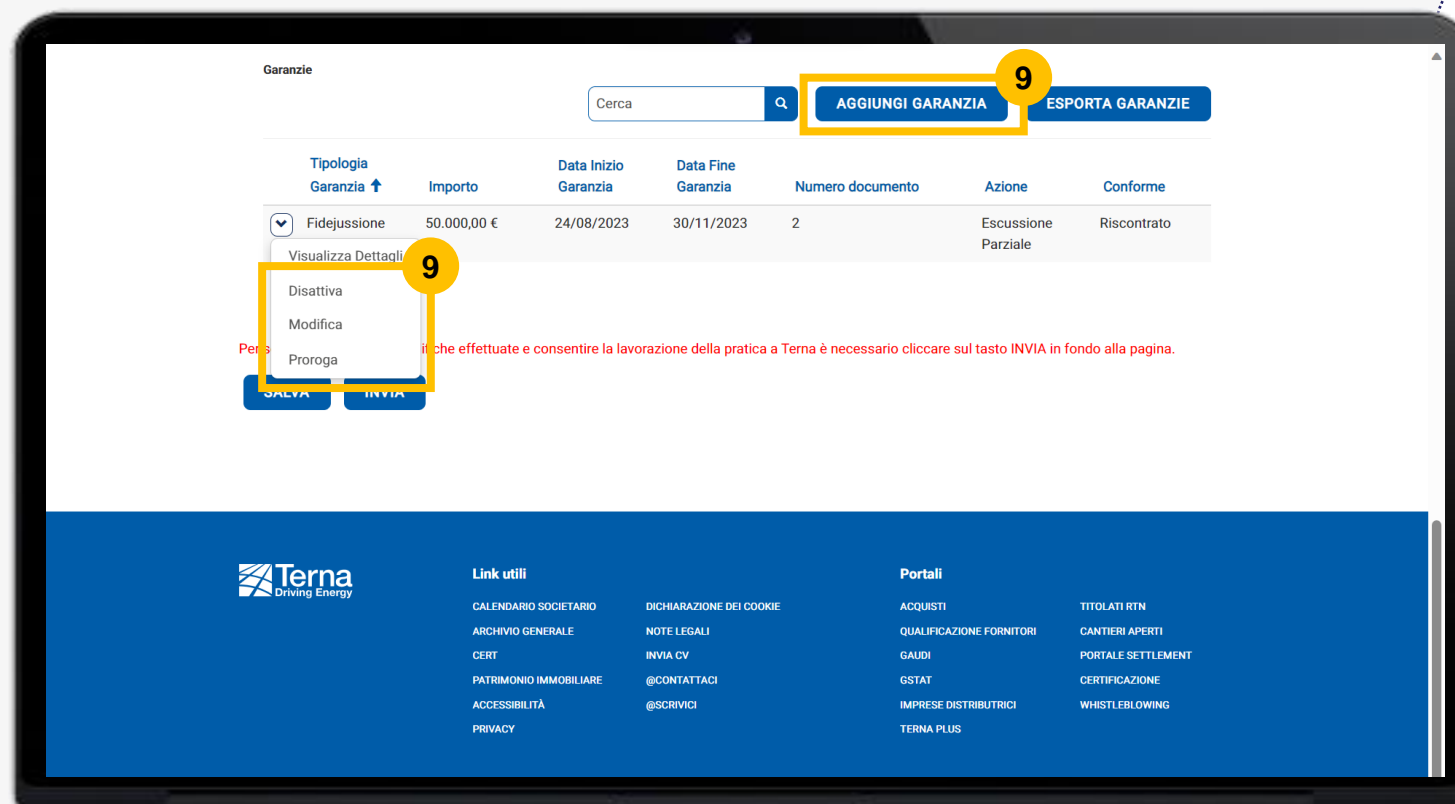 Garanzie
9
Cerca
AGGIUNGI GARANZIA
ESPORTA GARANZIE
Tipologia Garanzia
Importo
Data Inizio Garanzia
Data Fine Garanzia
Numero documento
Azione
Conforme
Fidejussione 50.000,00 € 24/08/2023 30/11/2023 2 Escussione Parziale Riscontrato
Visualizza Dettagli
9
Disattiva
Modifica
Proroga
effettuate e consentire la lavorazione della pratica a Terna è necessario cliccare sul tasto INVIA in fondo alla pagina.
SALVA INVIA
Terna
Driving Energy
Link utili
CALENDARIO SOCIETARIO
ARCHIVIO GENERALE
CERT
PATRIMONIO IMMOBILIARE
ACCESSIBILITÀ
PRIVACY
DICHIARAZIONE DEI COOKIE
NOTE LEGALI
INVIA CV
@CONTATTACI
@SCRIVICI
Portali
ACQUISTI
QUALIFICAZIONE FORNITORI
GAUDI
GSTAT
IMPRESE DISTRIBUTRICI
TERNA PLUS
TITOLATI RTN
CANTIERI APERTI
PORTALE SETTLEMENT
CERTIFICAZIONE
WHISTLEBLOWING